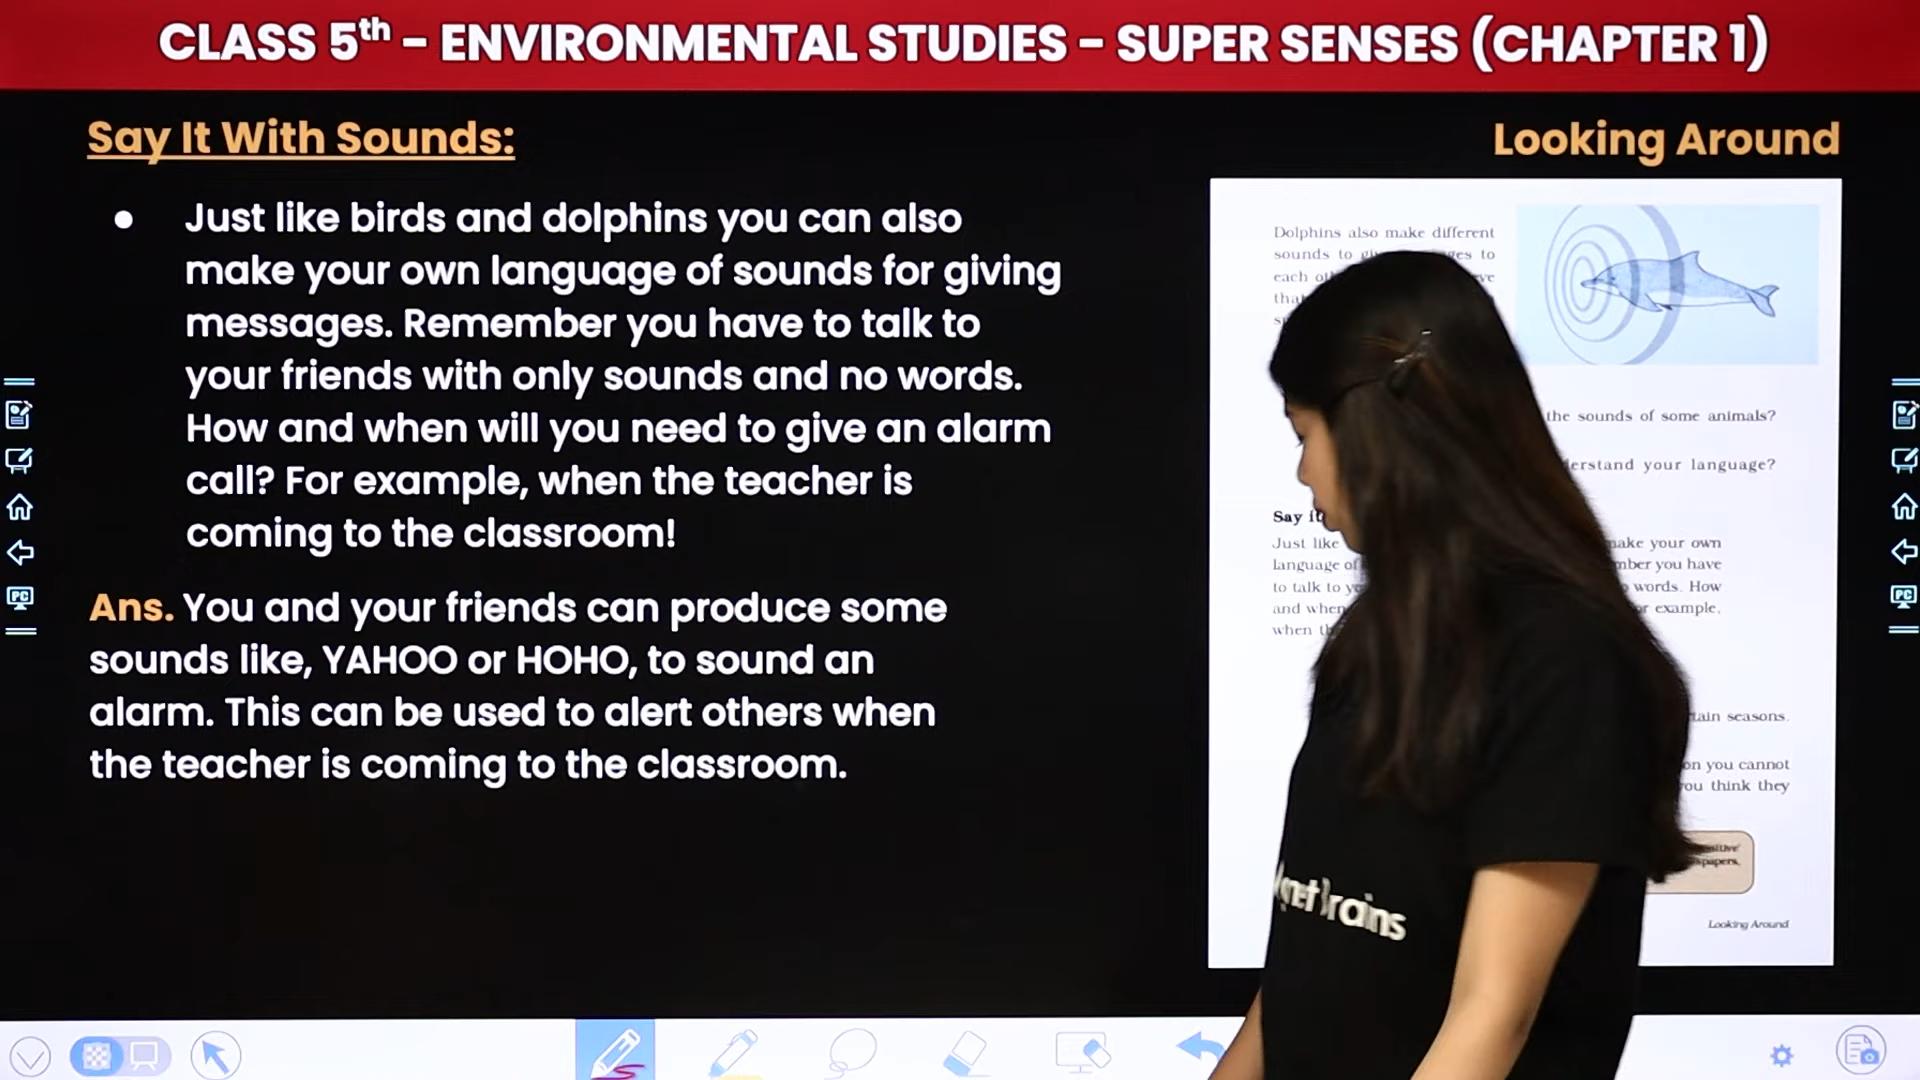 CLASS 5th - ENVIRONMENTAL STUDIES - SUPER SENSES (CHAPTER 1)
Say It With Sounds:
Looking Around
● Just like birds and dolphins you can also
make your own language of sounds for giving
messages. Remember you have to talk to
your friends with only sounds and no words.
How and when will you need to give an alarm
call? For example, when the teacher is
coming to the classroom!
Ans. You and your friends can produce some
sounds like, YAHOO or HOHO, to sound an
alarm. This can be used to alert others when
the teacher is coming to the classroom.
Dolphins also make different
sounds to
to
each
the sounds of some animals?
your language?
Say
Just like
make your own
language of
you have
to talk to
words. How
and when
example,
when
seasons.
on you cannot
you think they
Looking Around
Brains
PC
PC